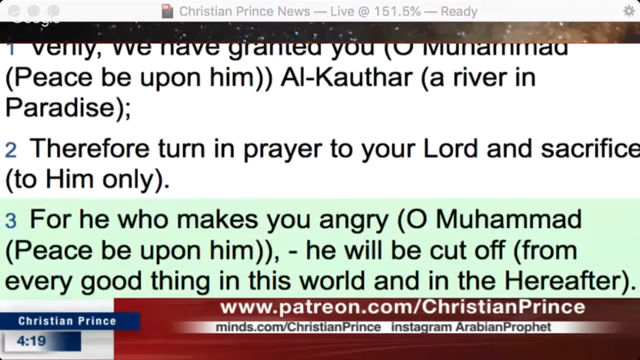 Christian Prince News — Live @ 151.5% — Ready
Google
1 Verily, We have granted you (O Muhammad
(Peace be upon him)) Al-Kauthar (a river in
Paradise);
2 Therefore turn in prayer to your Lord and sacrifice
(to Him only).
3 For he who makes you angry (O Muhammad
(Peace be upon him)), - he will be cut off (from
every good thing in this world and in the Hereafter).
www.patreon.com/ChristianPrince
Christian Prince
minds.com/ChristianPrince instagram ArabianProphet
4:19